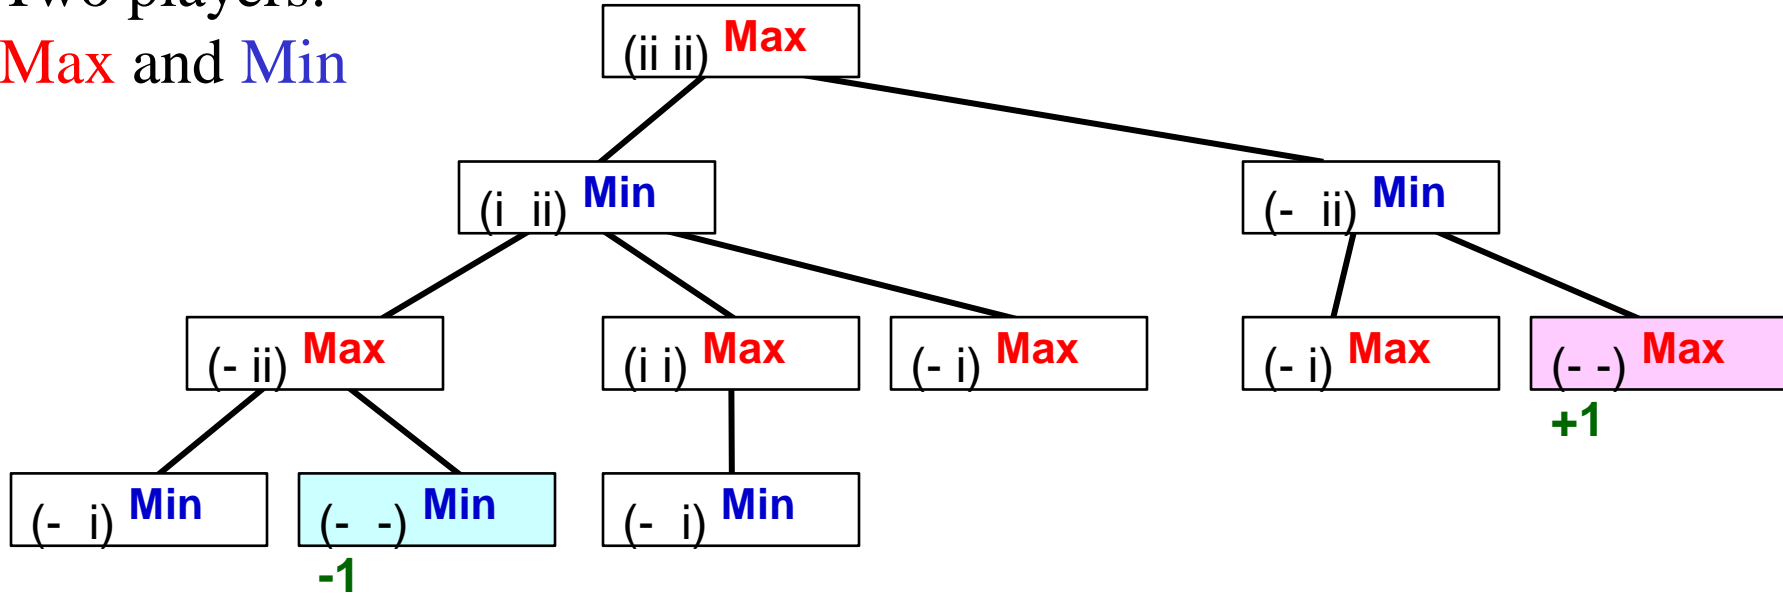 Two players:
Max and Min
(ii ii) Max
(i ii) Min
(- ii) Min
(- ii) Max
(i i) Max
(- i) Max
(- i) Max
(- -) Max
+1
(- i) Min
(- -) Min
(- i) Min
-1